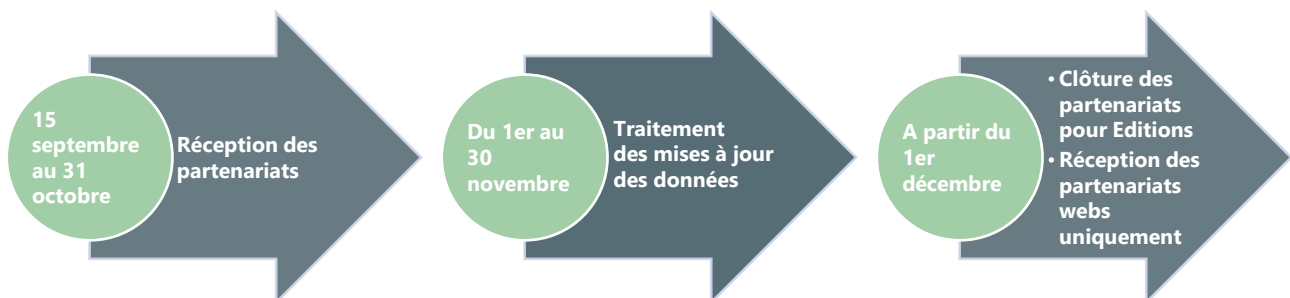 15
septembre
au 31
octobre
Réception des
partenariats
Du 1er au
30
novembre
Traitement
des mises à jour
des données
A partir du
1er
décembre
• Clôture des
partenariats
pour Editions
• Réception des
partenariats
webs
uniquement